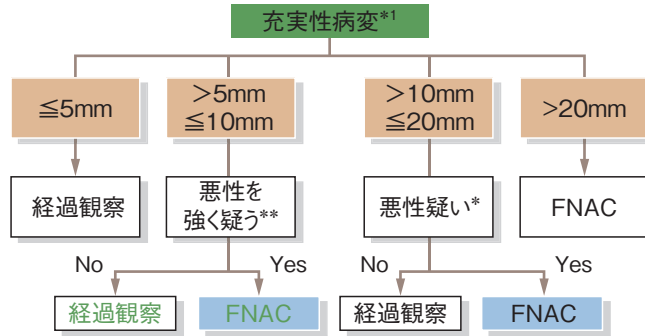 充実性病変*1
≦5mm
>5mm
≦10mm
>10mm
≦20mm
>20mm
経過観察
悪性を
強く疑う**
悪性疑い*
FNAC
No
Yes
No
Yes
経過観察
FNAC
経過観察
FNAC